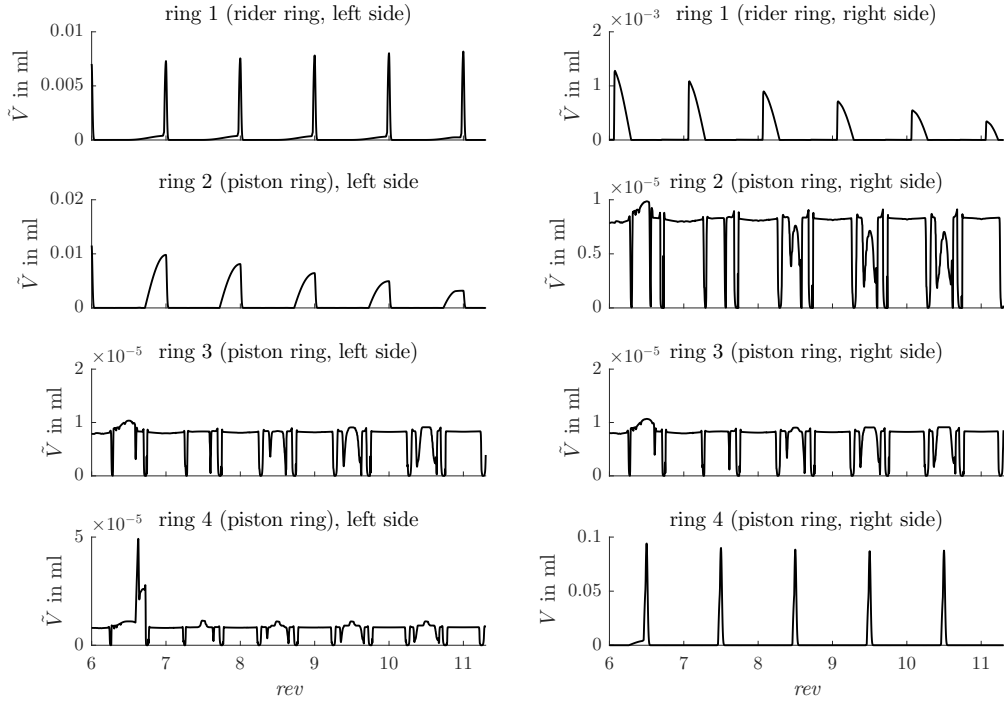 ring 1 (rider ring, left side)
0.01
0.005
0
Ṽ in ml
ring 1 (rider ring, right side)
×10⁻³
2
1
0
Ṽ in ml
ring 2 (piston ring), left side
0.02
0.01
0
Ṽ in ml
ring 2 (piston ring, right side)
×10⁻⁵
1
0.5
0
Ṽ in ml
ring 3 (piston ring, left side)
×10⁻⁵
2
1
0
Ṽ in ml
ring 3 (piston ring, right side)
×10⁻⁵
2
1
0
Ṽ in ml
ring 4 (piston ring), left side
×10⁻⁵
5
0
Ṽ in ml
6 7 8 9 10 11
rev
ring 4 (piston ring, right side)
0.1
0.05
0
V in ml
6 7 8 9 10 11
rev